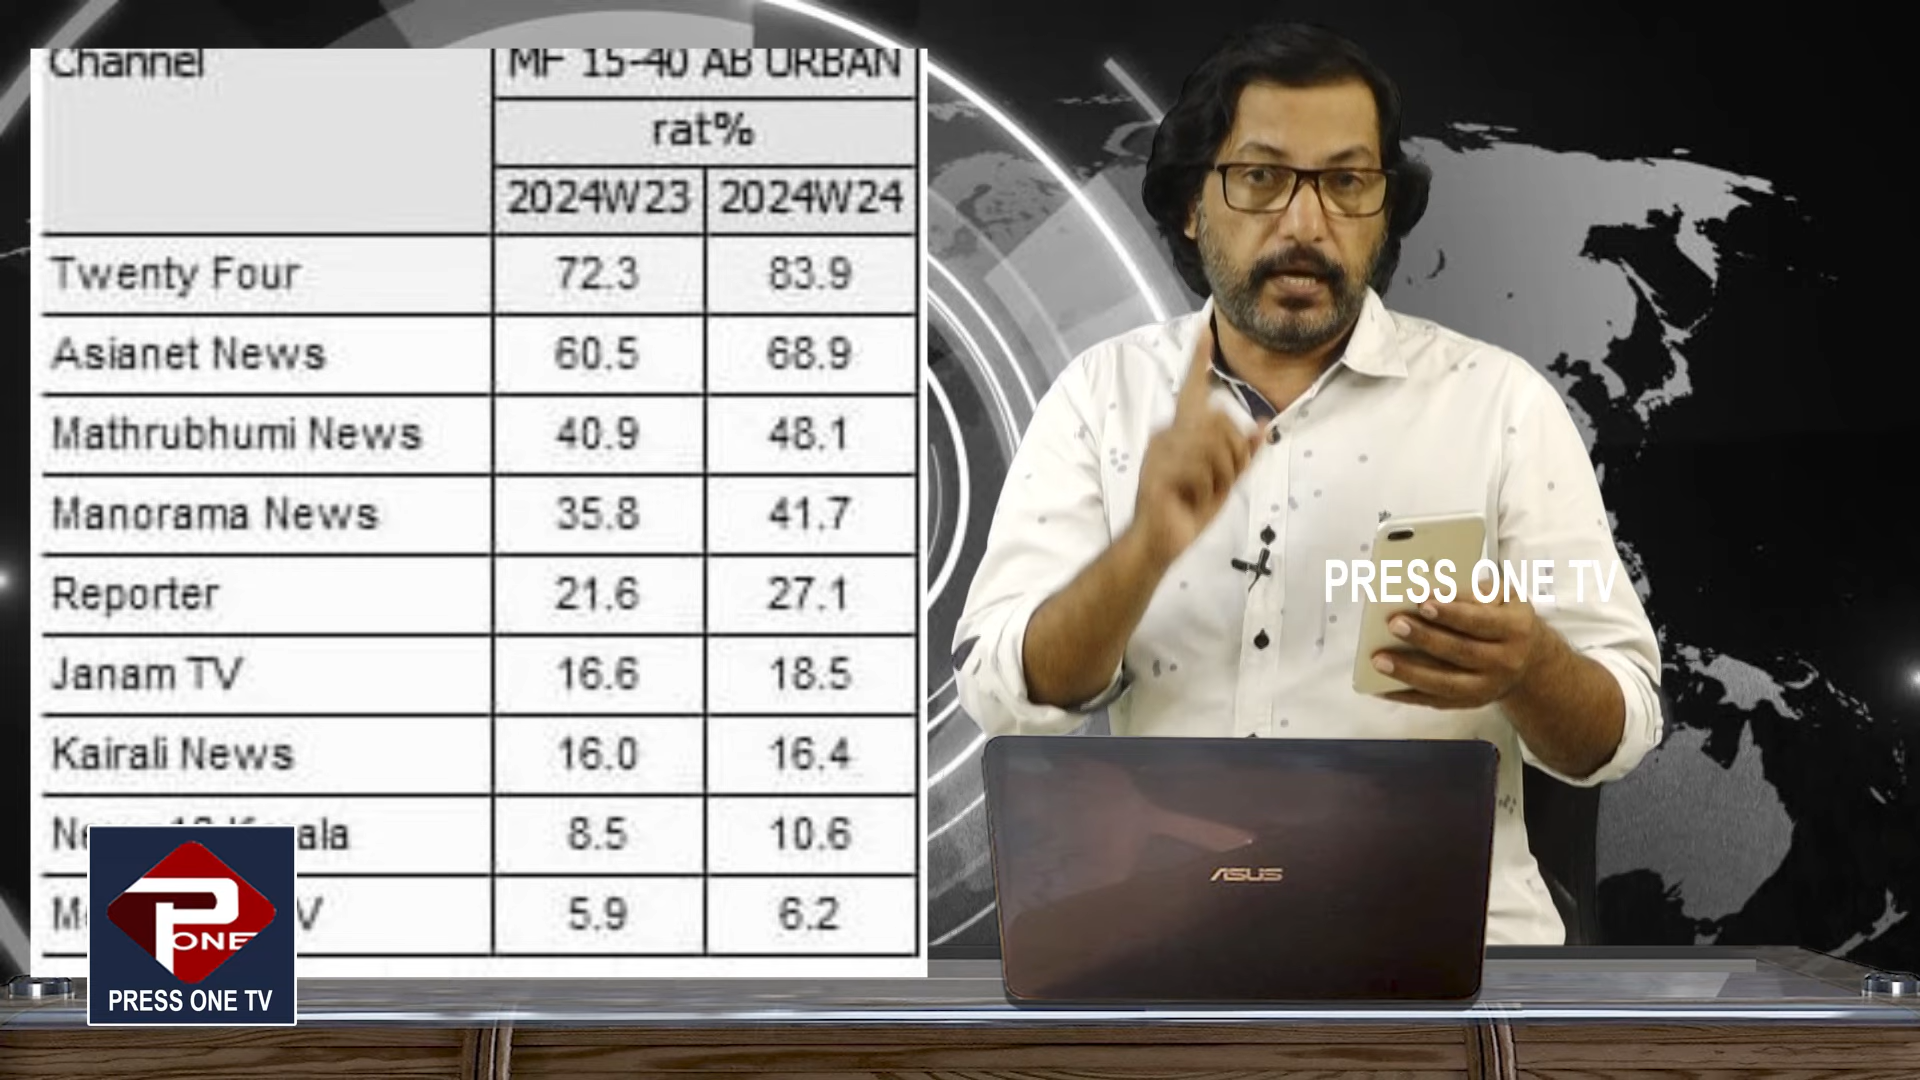 Channel MF 15-40 AB URBAN
rat%
2024W23 2024W24
Twenty Four 72.3 83.9
Asianet News 60.5 68.9
Mathrubhumi News 40.9 48.1
Manorama News 35.8 41.7
Reporter 21.6 27.1
Janam TV 16.6 18.5
Kairali News 16.0 16.4
8.5 10.6
5.9 6.2
P
ONE
PRESS ONE TV
PRESS ONE TV
ASUS